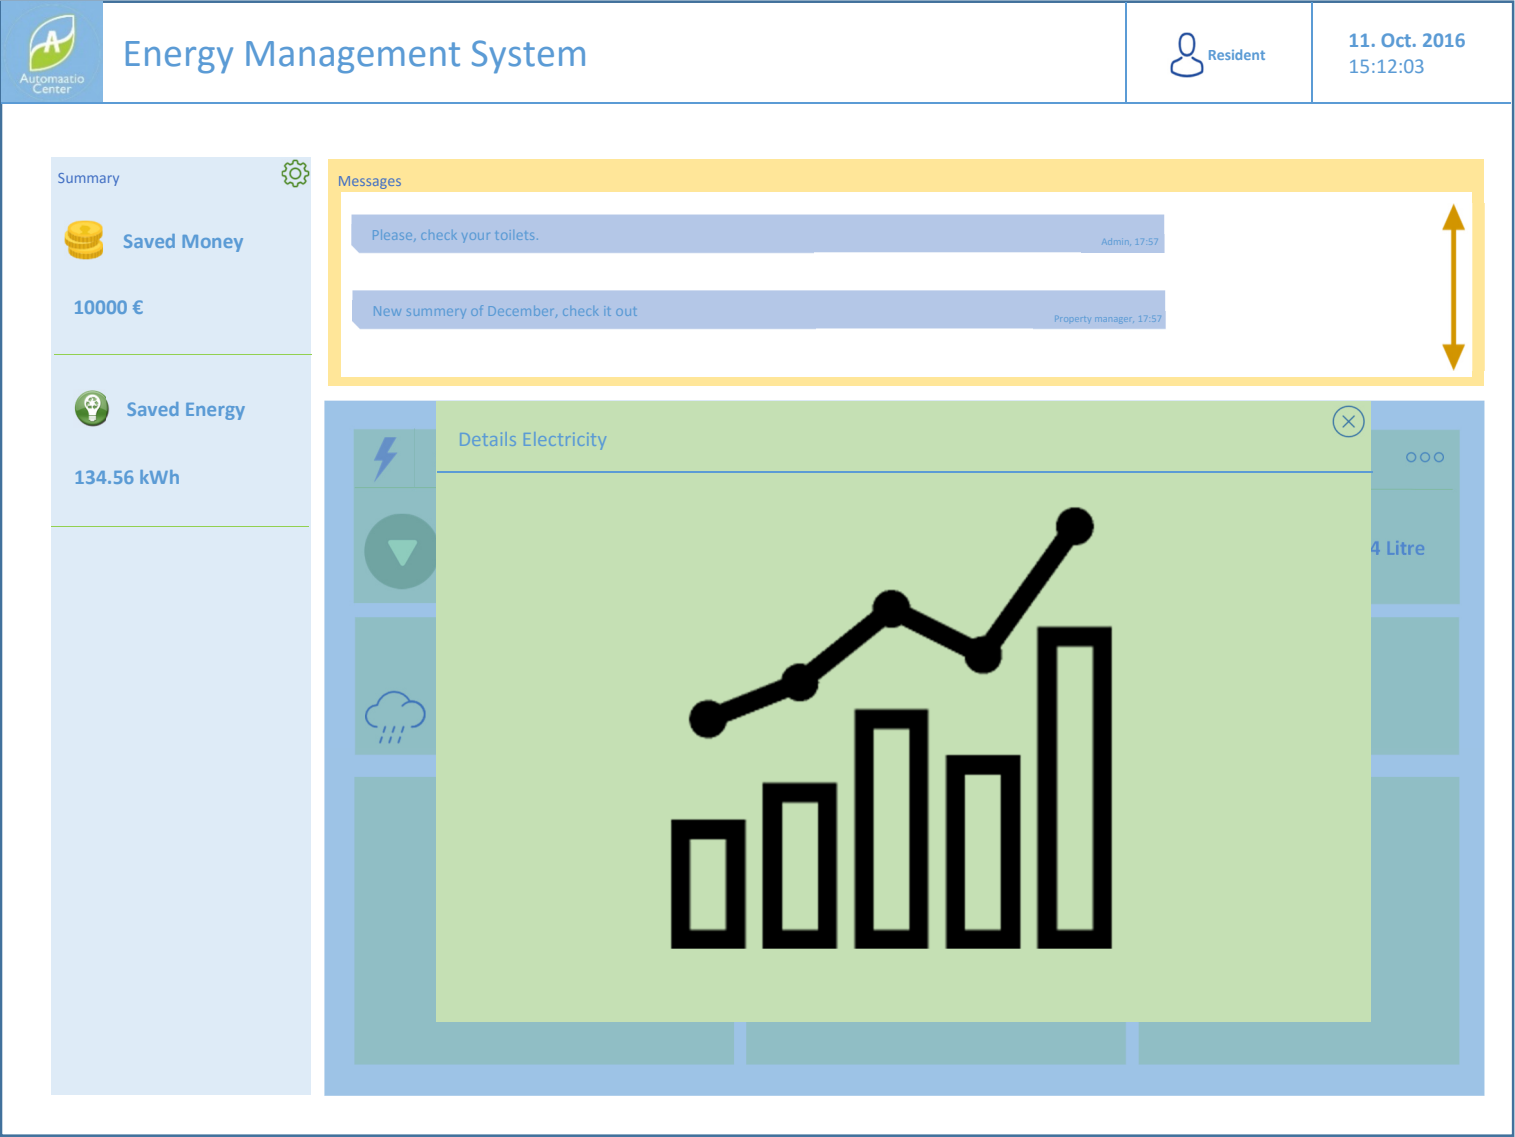 Automaatio
Center
Energy Management System
Resident
11. Oct. 2016
15:12:03
Summary
Saved Money
10000 €
Saved Energy
134.56 kWh
Messages
Please, check your toilets.
Admin, 17:57
New summery of December, check it out
Property manager, 17:57
Details Electricity
4 Litre